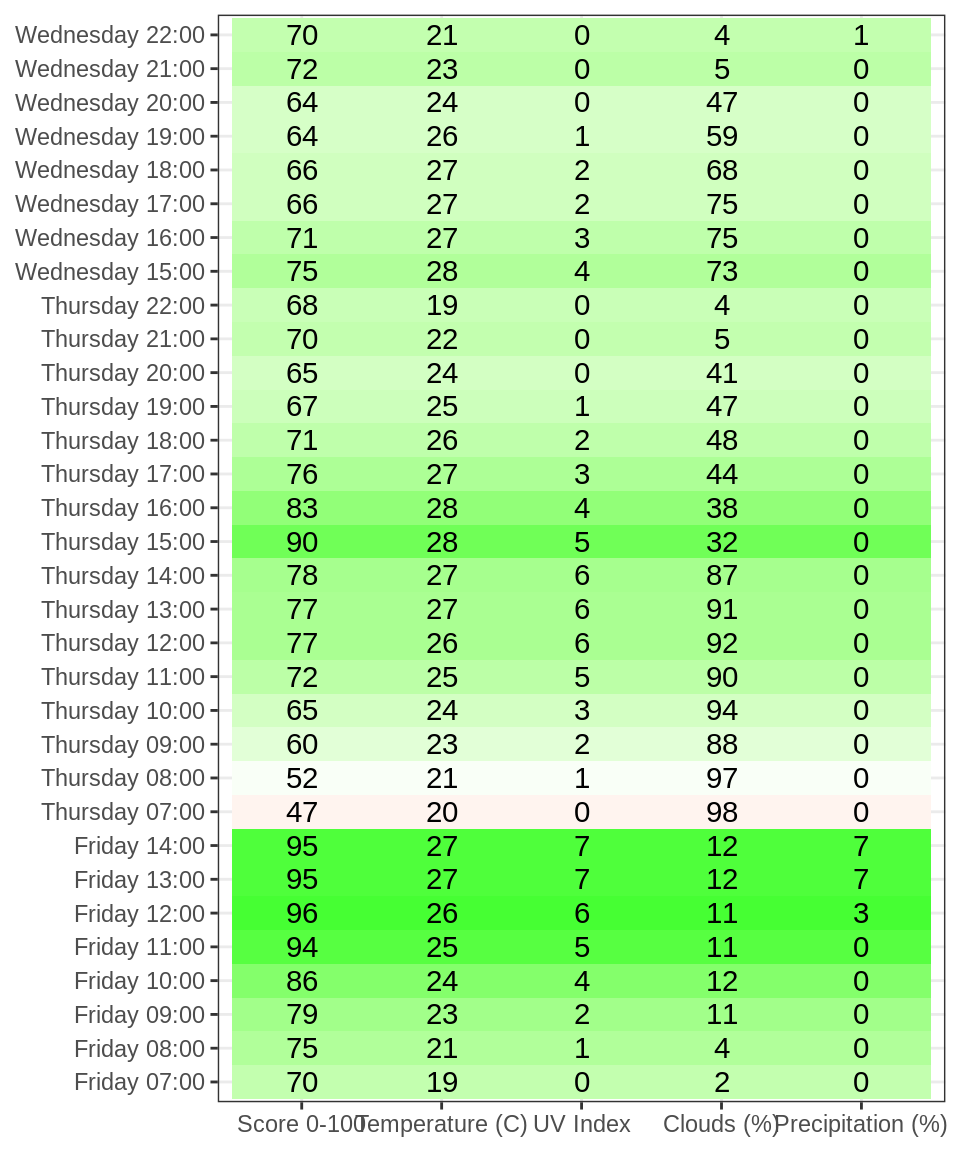 Wednesday 22:00 70 21 0 4 1
Wednesday 21:00 72 23 0 5 0
Wednesday 20:00 64 24 0 47 0
Wednesday 19:00 64 26 1 59 0
Wednesday 18:00 66 27 2 68 0
Wednesday 17:00 66 27 2 75 0
Wednesday 16:00 71 27 3 75 0
Wednesday 15:00 75 28 4 73 0
Thursday 22:00 68 19 0 4 0
Thursday 21:00 70 22 0 5 0
Thursday 20:00 65 24 0 41 0
Thursday 19:00 67 25 1 47 0
Thursday 18:00 71 26 2 48 0
Thursday 17:00 76 27 3 44 0
Thursday 16:00 83 28 4 38 0
Thursday 15:00 90 28 5 32 0
Thursday 14:00 78 27 6 87 0
Thursday 13:00 77 27 6 91 0
Thursday 12:00 77 26 6 92 0
Thursday 11:00 72 25 5 90 0
Thursday 10:00 65 24 3 94 0
Thursday 09:00 60 23 2 88 0
Thursday 08:00 52 21 1 97 0
Thursday 07:00 47 20 0 98 0
Friday 14:00 95 27 7 12 7
Friday 13:00 95 27 7 12 7
Friday 12:00 96 26 6 11 3
Friday 11:00 94 25 5 11 0
Friday 10:00 86 24 4 12 0
Friday 09:00 79 23 2 11 0
Friday 08:00 75 21 1 4 0
Friday 07:00 70 19 0 2 0
Score 0-100 Temperature (C) UV Index Clouds (%) Precipitation (%)